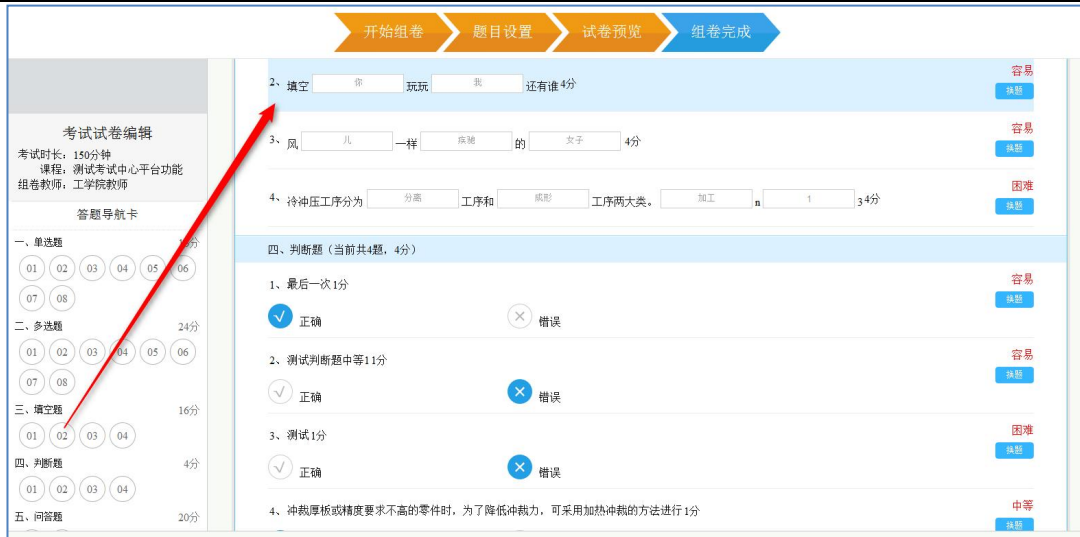 开始组卷 题目设置 试卷预览 组卷完成
考试试卷编辑
考试时长：150分钟
课程：测试考试中心平台功能
组卷教师：工学院教师
答题导航卡
一、单选题
01 02 03 04 05 06
07 08
二、多选题 24分
01 02 03 04 05 06
07 08
三、填空题 16分
01 02 03 04
四、判断题 4分
01 02 03 04
五、问答题 20分
2、填空 你 玩玩 我 还有谁 4分 容易
换题
3、风 儿 一样 疾驰 的 女子 4分 容易
换题
4、冷冲压工序分为 分离 工序和 成形 工序两大类。 加工 n 1 3 4分 困难
换题
四、判断题（当前共4题，4分）
1、最后一次1分 容易
换题
正确 错误
2、测试判断题中等11分 容易
换题
正确 错误
3、测试1分 困难
换题
正确 错误
4、冲裁厚板或精度要求不高的零件时，为了降低冲裁力，可采用加热冲裁的方法进行1分 中等
换题